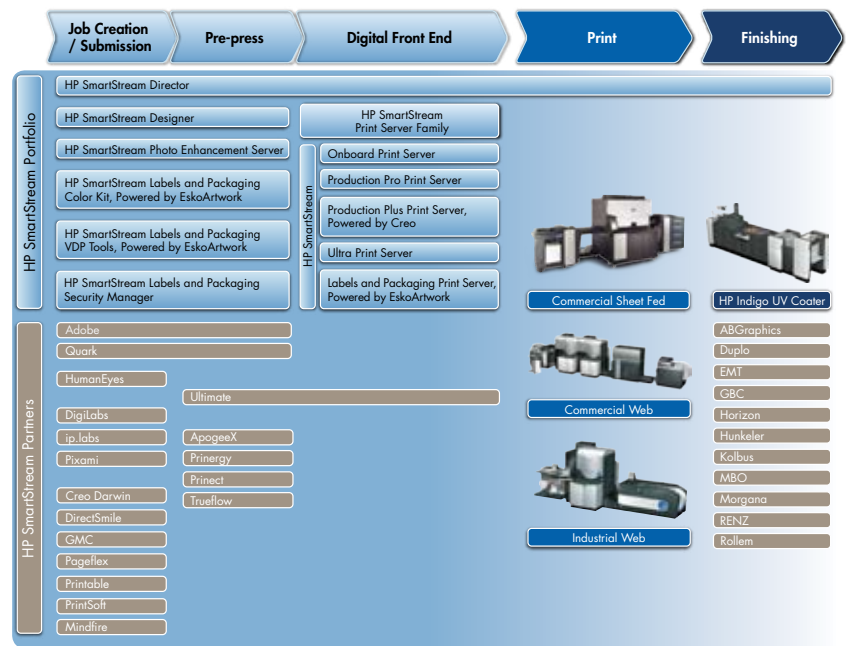 Job Creation
/ Submission
Pre-press
Digital Front End
Print
Finishing
HP SmartStream Portfolio
HP SmartStream Director
HP SmartStream Designer
HP SmartStream Photo Enhancement Server
HP SmartStream Labels and Packaging
Color Kit, Powered by EskoArtwork
HP SmartStream Labels and Packaging
VDP Tools, Powered by EskoArtwork
HP SmartStream Labels and Packaging
Security Manager
HP SmartStream
Print Server Family
HP SmartStream
Onboard Print Server
Production Pro Print Server
Production Plus Print Server,
Powered by Creo
Ultra Print Server
Labels and Packaging Print Server,
Powered by EskoArtwork
Commercial Sheet Fed
HP Indigo UV Coater
HP SmartStream Partners
Adobe
Quark
HumanEyes
Ultimate
DigiLabs
ip.labs
Pixami
ApogeeX
Prinergy
Prinect
Trueflow
Creo Darwin
DirectSmile
GMC
Pageflex
Printable
PrintSoft
Mindfire
Commercial Web
Industrial Web
ABGraphics
Duplo
EMT
GBC
Horizon
Hunkeler
Kolbus
MBO
Morgana
RENZ
Rollem